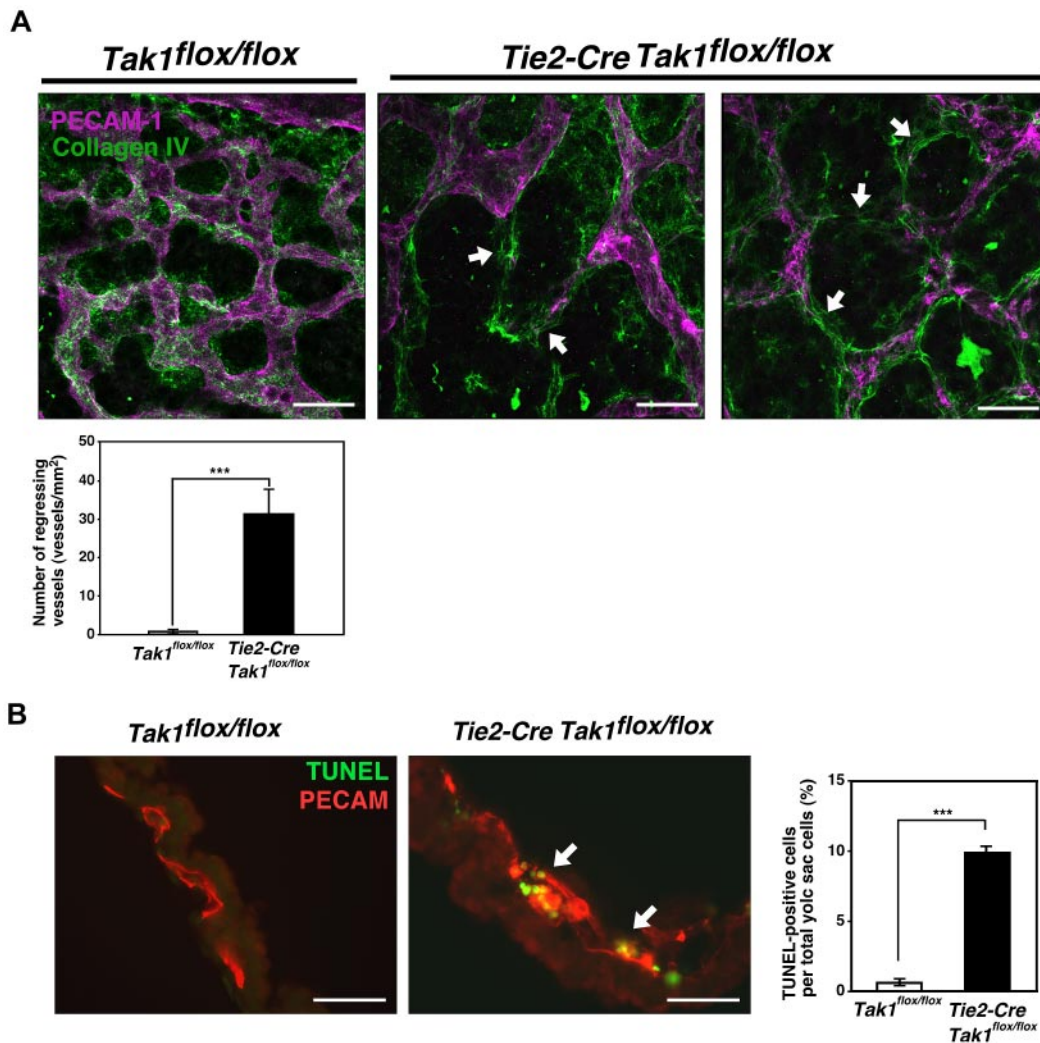 A
Tak1flox/flox
Tie2-Cre Tak1flox/flox
PECAM-1
Collagen IV
Number of regressing
vessels (vessels/mm2)
50
40
30
20
10
0
***
Tak1flox/flox
Tie2-Cre
Tak1flox/flox
B
Tak1flox/flox
Tie2-Cre Tak1flox/flox
TUNEL
PECAM
TUNEL-positive cells
per total yolc sac cells (%)
15
10
5
0
***
Tak1flox/flox
Tie2-Cre
Tak1flox/flox